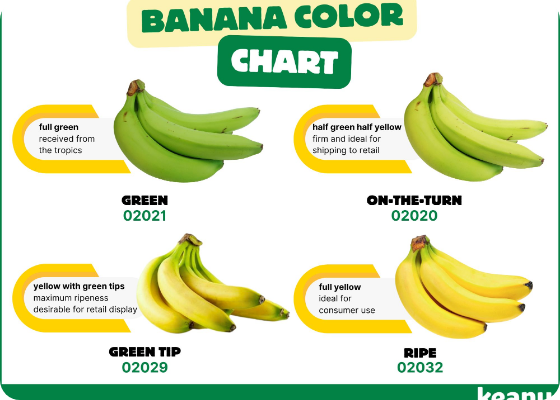 BANANA COLOR
CHART
full green
received from
the tropics
GREEN
02021
half green half yellow
firm and ideal for
shipping to retail
ON-THE-TURN
02020
yellow with green tips
maximum ripeness
desirable for retail display
GREEN TIP
02029
full yellow
ideal for
consumer use
RIPE
02032